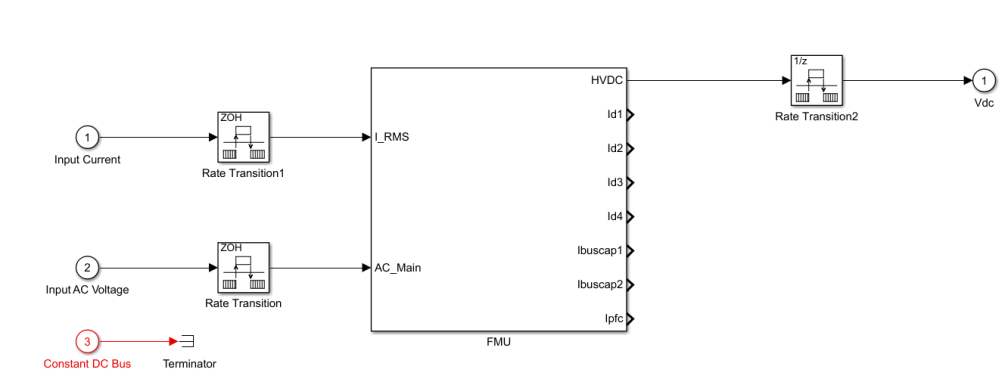 HVDC
1/z
Rate Transition2
1
Vdc
Id1
Id2
Id3
Id4
Ibuscap1
Ibuscap2
Ipfc
1
Input Current
ZOH
Rate Transition1
I_RMS
2
Input AC Voltage
ZOH
Rate Transition
AC_Main
FMU
3
Constant DC Bus
Terminator